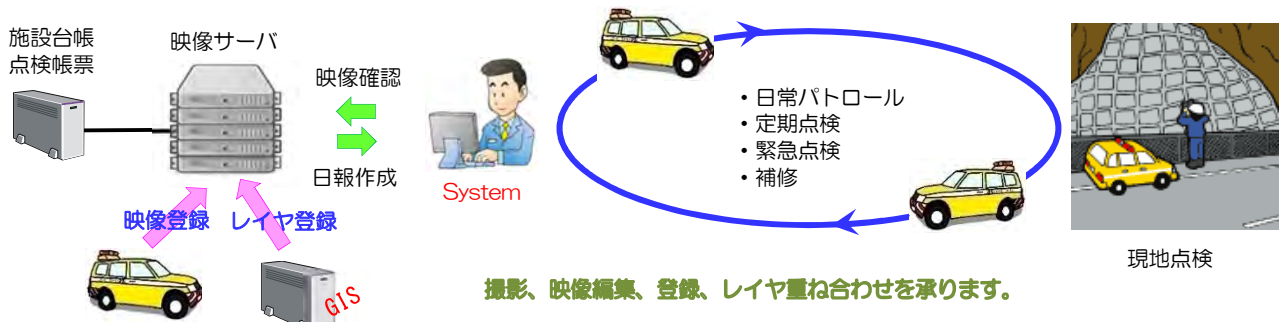 施設台帳
点検帳票
映像サーバ
映像確認
日報作成
System
映像登録
レイヤ登録
GIS
・日常パトロール
・定期点検
・緊急点検
・補修
現地点検
撮影、映像編集、登録、レイヤ重ね合わせを承ります。